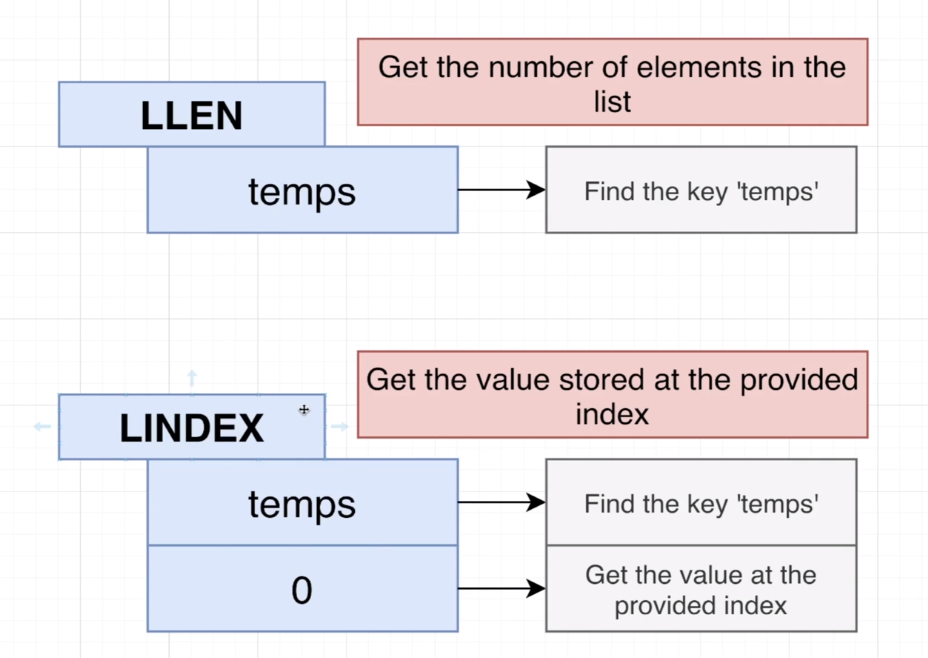 Get the number of elements in the
list
LLEN
temps
Find the key 'temps'
Get the value stored at the provided
index
LINDEX
temps
Find the key 'temps'
0
Get the value at the
provided index